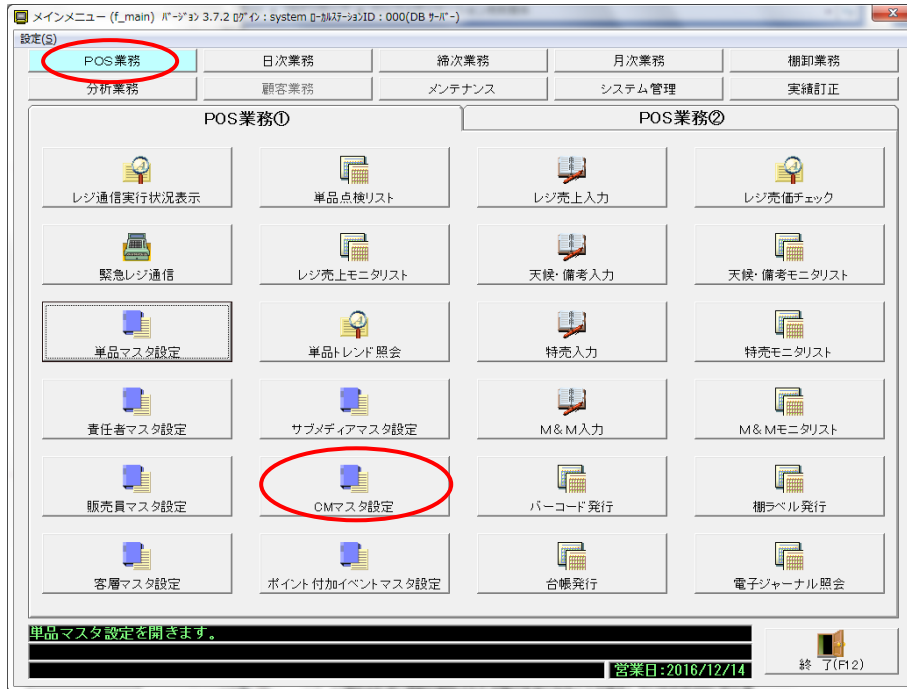 メインメニュー (f_main) ﾊﾞｰｼﾞｮﾝ 3.7.2 ﾛｸﾞｲﾝ : system ﾛｰｶﾙｽﾃｰｼｮﾝID : 000(DB ｻｰﾊﾞｰ)
設定(S)
POS業務 日次業務 締次業務 月次業務 棚卸業務
分析業務 顧客業務 メンテナンス システム管理 実績訂正
POS業務① POS業務②
レジ通信実行状況表示 単品点検リスト レジ売上入力 レジ売価チェック
緊急レジ通信 レジ売上モニタリスト 天候・備考入力 天候・備考モニタリスト
単品マスタ設定 単品トレンド照会 特売入力 特売モニタリスト
責任者マスタ設定 サブメディアマスタ設定 M&M入力 M&Mモニタリスト
販売員マスタ設定 CMマスタ設定 バーコード発行 棚ラベル発行
客層マスタ設定 ポイント付加イベントマスタ設定 台帳発行 電子ジャーナル照会
単品マスタ設定を開きます。
営業日:2016/12/14
終 了(F12)